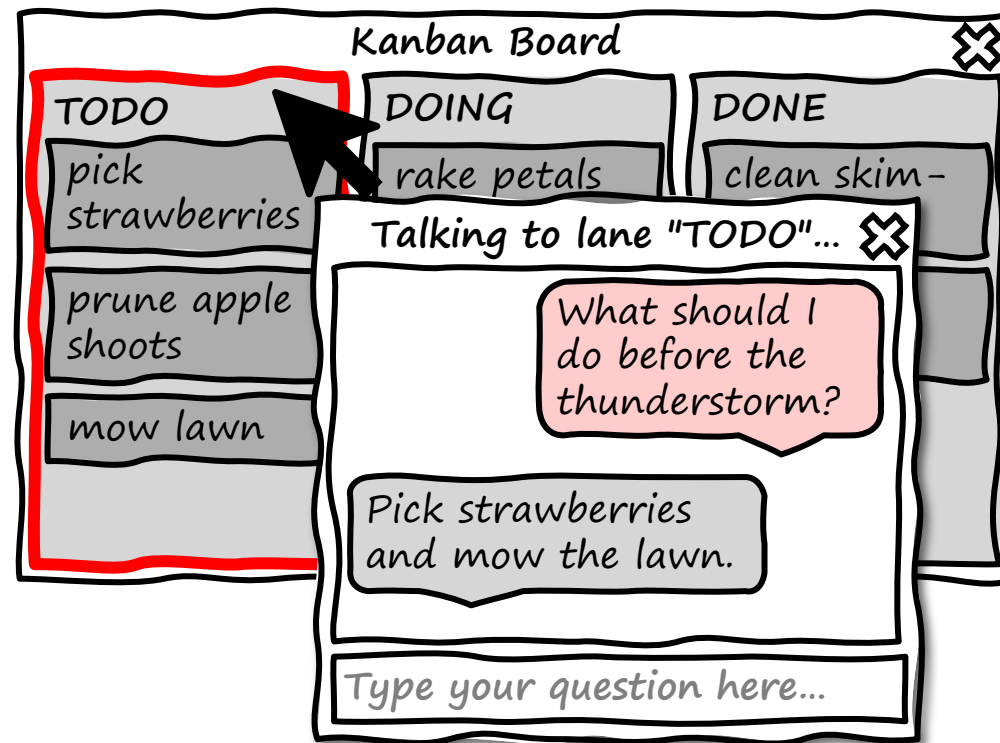 Kanban Board
TODO
pick
strawberries
prune apple
shoots
mow lawn
DOING
rake petals
DONE
clean skim-
Talking to lane "TODO"...
What should I
do before the
thunderstorm?
Pick strawberries
and mow the lawn.
Type your question here...